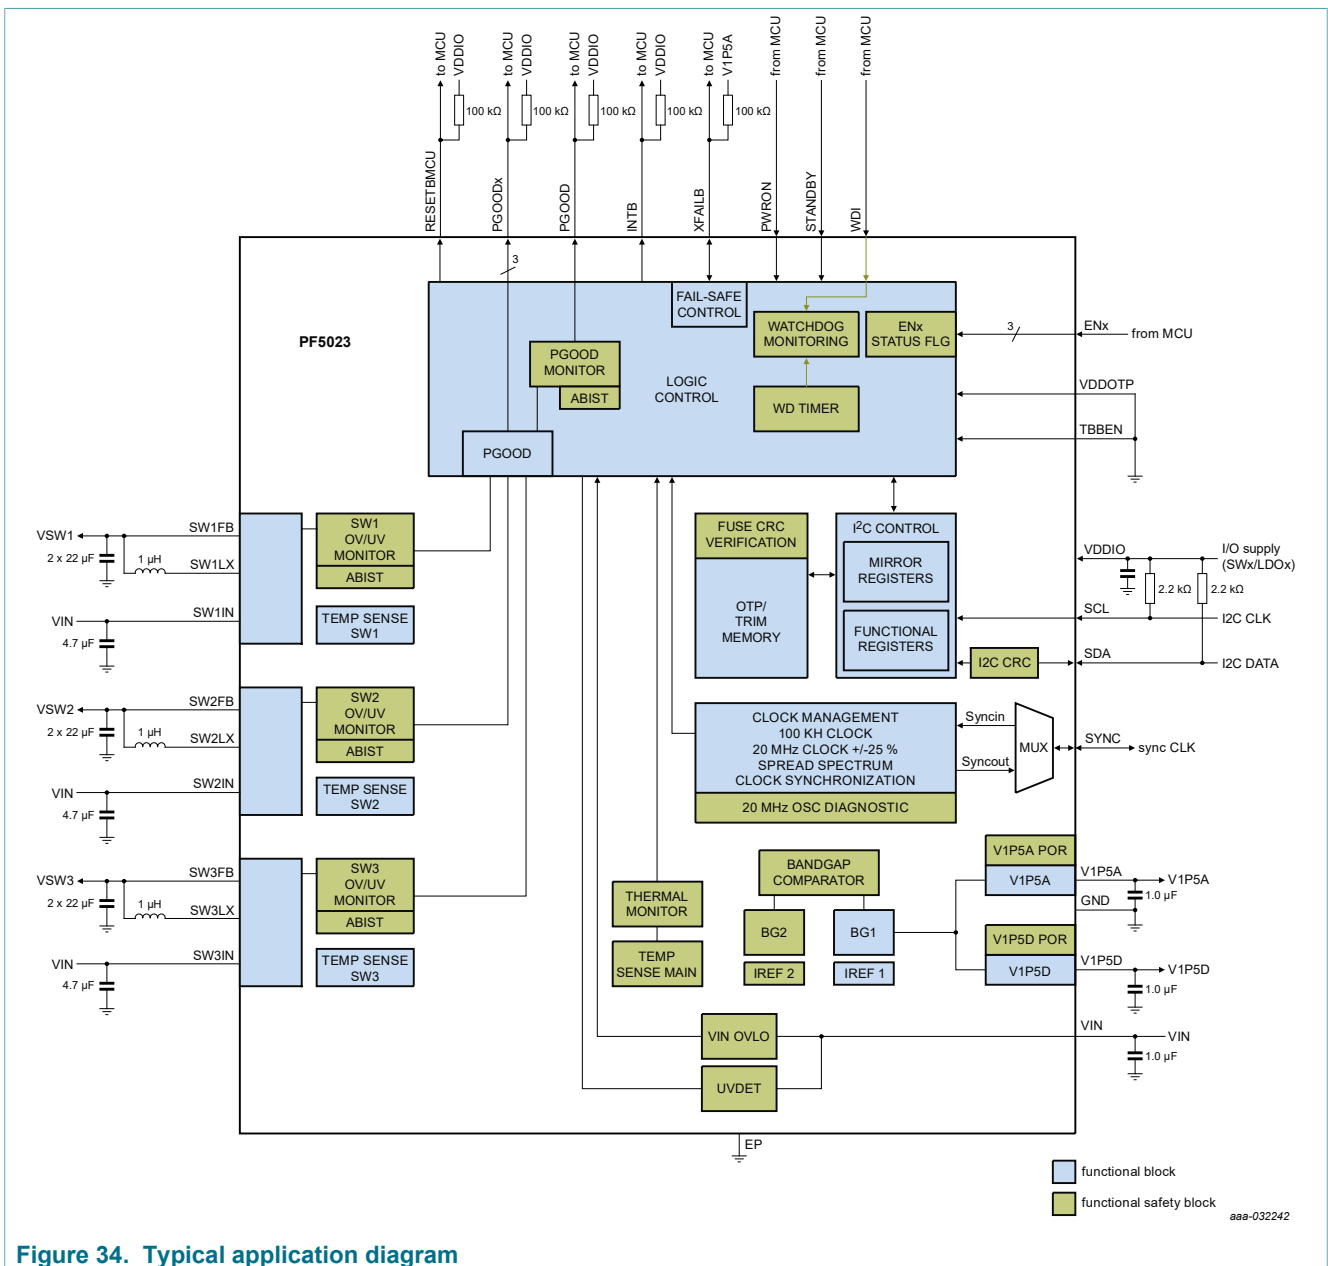 to MCU
VDDIO
to MCU
VDDIO
to MCU
VDDIO
to MCU
VDDIO
to MCU
V1P5A
from MCU
from MCU
from MCU
100 kΩ
100 kΩ
100 kΩ
100 kΩ
100 kΩ
RESETBMCU
PGOODx
PGOOD
INTB
XFAILB
PWRON
STANDBY
WDI
3
PF5023
FAIL-SAFE
CONTROL
WATCHDOG
MONITORING
ENx
STATUS FLG
3
ENx
from MCU
PGOOD
MONITOR
ABIST
LOGIC
CONTROL
WD TIMER
VDDOTP
TBBEN
PGOOD
VSW1
SW1FB
2 x 22 µF
1 µH
SW1LX
SW1
OV/UV
MONITOR
ABIST
VIN
SW1IN
4.7 µF
TEMP SENSE
SW1
FUSE CRC
VERIFICATION
OTP/
TRIM
MEMORY
I2C CONTROL
MIRROR
REGISTERS
FUNCTIONAL
REGISTERS
VDDIO
I/O supply
(SWx/LDOx)
2.2 kΩ
2.2 kΩ
SCL
I2C CLK
I2C CRC
SDA
I2C DATA
VSW2
SW2FB
2 x 22 µF
1 µH
SW2LX
SW2
OV/UV
MONITOR
ABIST
VIN
SW2IN
4.7 µF
TEMP SENSE
SW2
CLOCK MANAGEMENT
100 KH CLOCK
20 MHz CLOCK +/-25 %
SPREAD SPECTRUM
CLOCK SYNCHRONIZATION
20 MHz OSC DIAGNOSTIC
Syncin
Syncout
MUX
SYNC
sync CLK
VSW3
SW3FB
2 x 22 µF
1 µH
SW3LX
SW3
OV/UV
MONITOR
ABIST
VIN
SW3IN
4.7 µF
TEMP SENSE
SW3
THERMAL
MONITOR
TEMP
SENSE MAIN
BANDGAP
COMPARATOR
BG2
BG1
IREF 2
IREF 1
V1P5A POR
V1P5A
V1P5A
V1P5A
1.0 µF
GND
V1P5D POR
V1P5D
V1P5D
V1P5D
1.0 µF
VIN OVLO
UVDET
VIN
VIN
1.0 µF
EP
functional block
functional safety block
aaa-032242
Figure 34. Typical application diagram